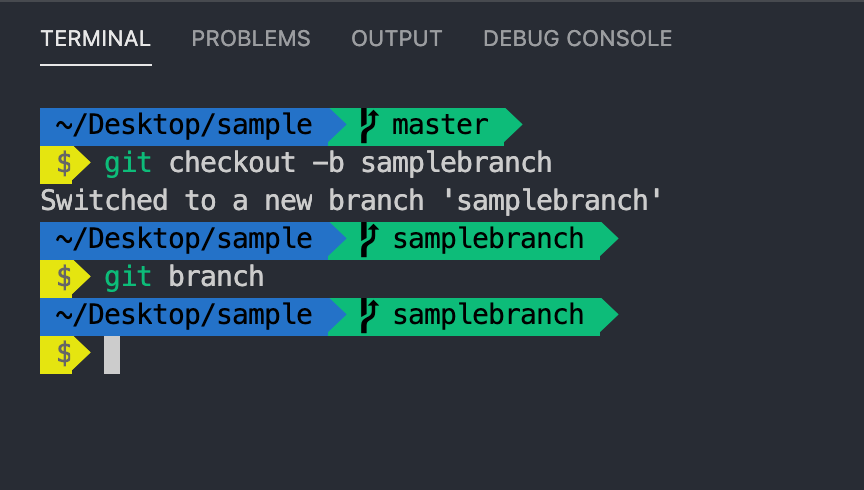 TERMINAL PROBLEMS OUTPUT DEBUG CONSOLE
~/Desktop/sample master
$ git checkout -b samplebranch
Switched to a new branch 'samplebranch'
~/Desktop/sample samplebranch
$ git branch
~/Desktop/sample samplebranch
$